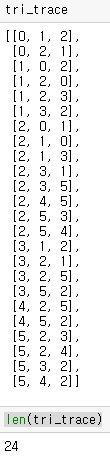 tri_trace
[[0, 1, 2],
[0, 2, 1],
[1, 0, 2],
[1, 2, 0],
[1, 2, 3],
[1, 3, 2],
[2, 0, 1],
[2, 1, 0],
[2, 1, 3],
[2, 3, 1],
[2, 3, 5],
[2, 4, 5],
[2, 5, 3],
[2, 5, 4],
[3, 1, 2],
[3, 2, 1],
[3, 2, 5],
[3, 5, 2],
[4, 2, 5],
[4, 5, 2],
[5, 2, 3],
[5, 2, 4],
[5, 3, 2],
[5, 4, 2]]
len(tri_trace)
24